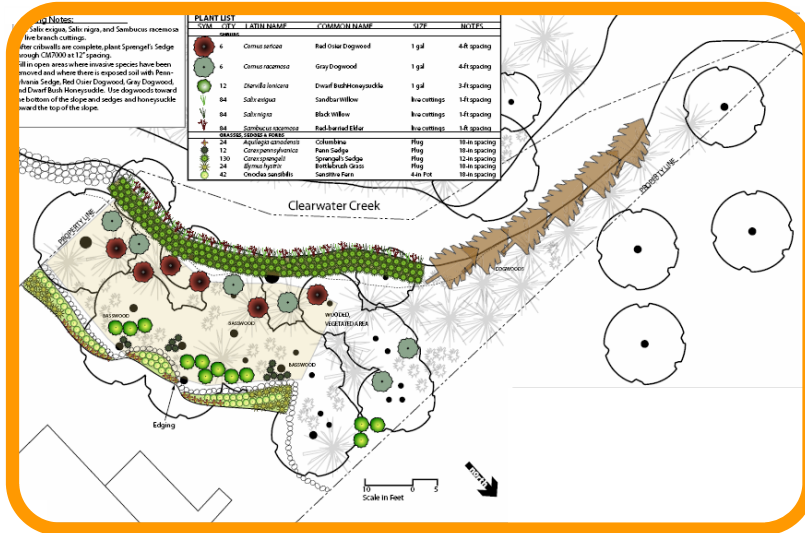 ing Notes:
Salix exigua, Salix nigra, and Sambucus racemosa
live branch cuttings.
fter cribwalls are complete, plant Sprengel's Sedge
rough CM7000 at 12" spacing.
ill in open areas where invasive species have been
moved and where there is exposed soil with Penn-
lvania Sedge, Red Osier Dogwood, Gray Dogwood,
nd Dwarf Bush Honeysuckle. Use dogwoods toward
he bottom of the slope and sedges and honeysuckle
oward the top of the slope.
PLANT LIST
SYM. QTY LATIN NAME COMMON NAME SIZE NOTES
SHRUBS
6 Cornus sericea Red Osier Dogwood 1 gal 4-ft spacing
6 Cornus racemosa Gray Dogwood 1 gal 4-ft spacing
12 Diervilla lonicera Dwarf Bush Honeysuckle 1 gal 3-ft spacing
84 Salix exigua Sandbar Willow live cuttings 1-ft spacing
84 Salix nigra Black Willow live cuttings 1-ft spacing
84 Sambucus racemosa Red-berried Elder live cuttings 1-ft spacing
GRASSES, SEDGES & FORBS
24 Aquilegia canadensis Columbine Plug 18-in spacing
12 Carex pensylvanica Penn Sedge Plug 18-in spacing
130 Carex sprengelii Sprengel's Sedge Plug 12-in spacing
24 Elymus hystrix Bottlebrush Grass Plug 18-in spacing
42 Onoclea sensibilis Sensitive Fern 4-in Pot 18-in spacing
Clearwater Creek
PROPERTY LINE
PROPERTY LINE
COGWOODS
BASSWOOD
BASSWOOD
WOODED,
VEGETATED AREA
BASSWOOD
Edging
10 0 5
Scale in Feet
north